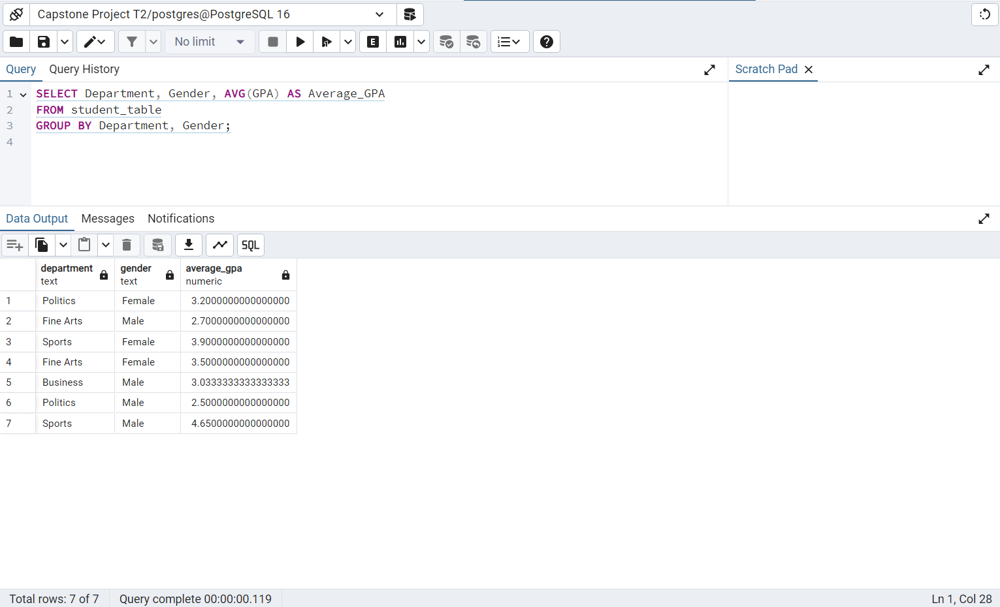 Capstone Project T2/postgres@PostgreSQL 16
No limit
E
Query Query History
Scratch Pad
1 SELECT Department, Gender, AVG(GPA) AS Average_GPA
2 FROM student_table
3 GROUP BY Department, Gender;
4
Data Output Messages Notifications
SQL
department gender average_gpa
text text numeric
1 Politics Female 3.2000000000000000
2 Fine Arts Male 2.7000000000000000
3 Sports Female 3.9000000000000000
4 Fine Arts Female 3.5000000000000000
5 Business Male 3.0333333333333333
6 Politics Male 2.5000000000000000
7 Sports Male 4.6500000000000000
Total rows: 7 of 7 Query complete 00:00:00.119 Ln 1, Col 28